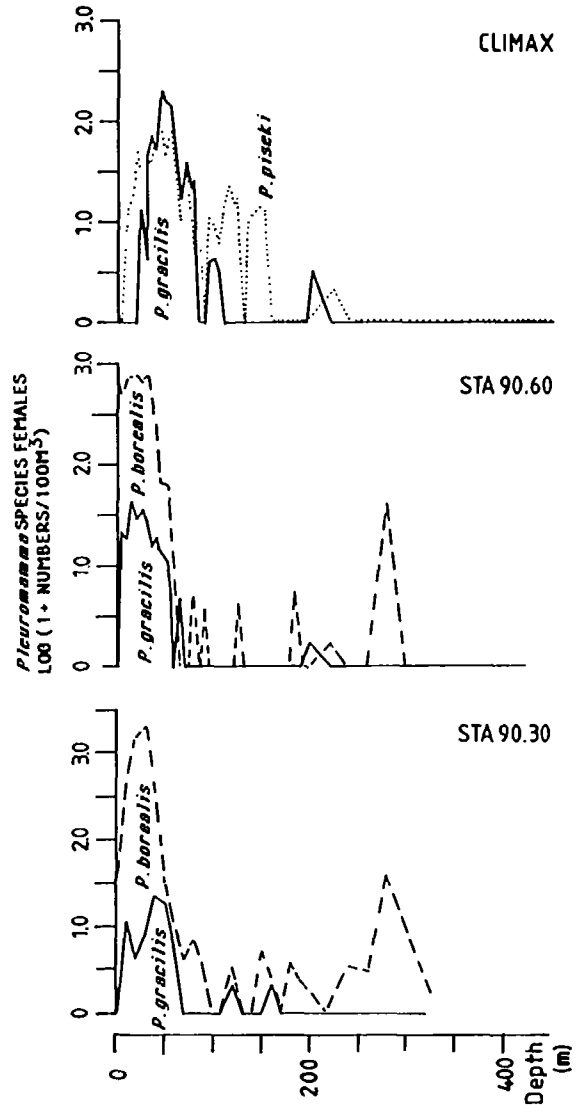 Pleuromamma SPECIES FEMALES
LOG (1+ NUMBERS/100M³)
3.0
2.0
1.0
0
CLIMAX
P. gracilis
P. piseki
3.0
2.0
1.0
0
STA 90.60
P. gracilis
P. borealis
3.0
2.0
1.0
0
STA 90.30
P. gracilis
P. borealis
0
200
400
Depth
(m)